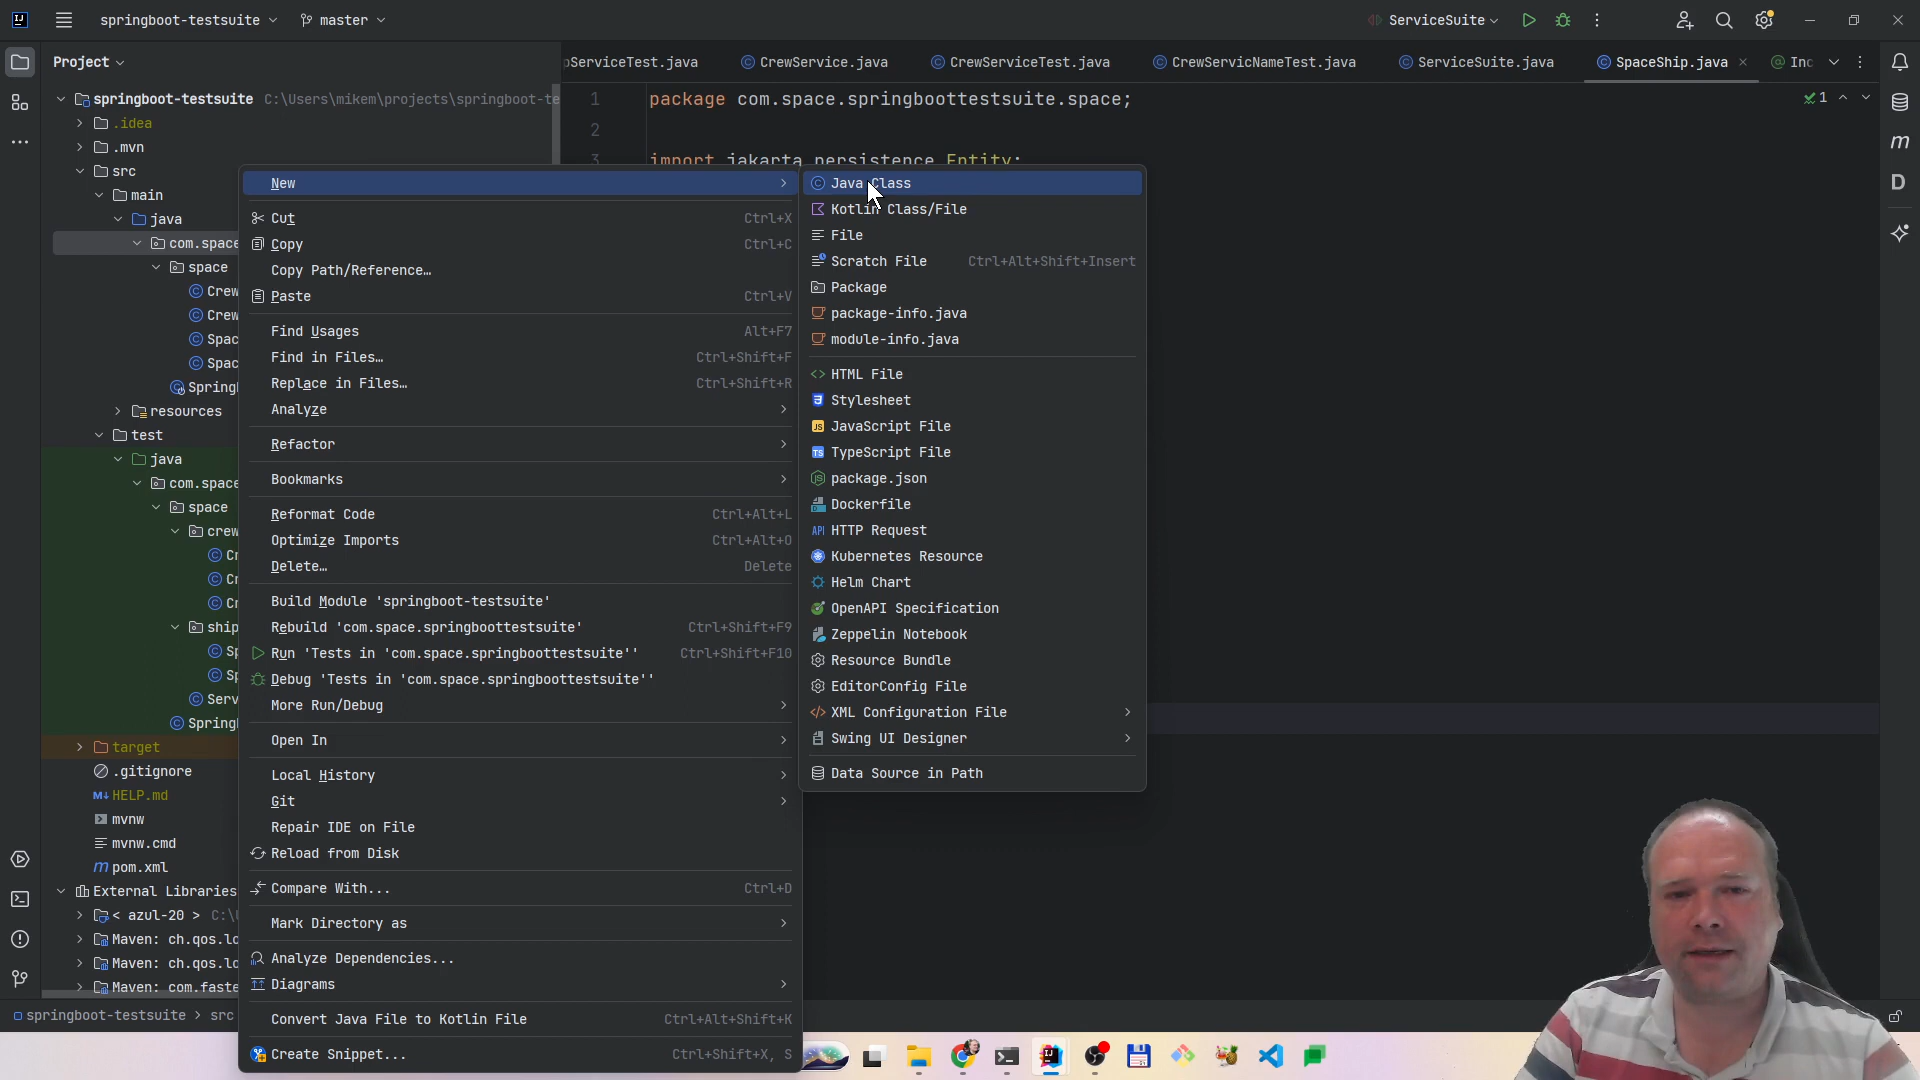 springboot-testsuite
master
ServiceSuite
Project
pServiceTest.java
CrewService.java
CrewServiceTest.java
CrewServicNameTest.java
ServiceSuite.java
SpaceShip.java
Inc
springboot-testsuite C:\Users\mikem\projects\springboot-te
.idea
.mvn
src
main
java
com.space
space
Crew
Crew
Spac
Spac
Spring
resources
test
java
com.space
space
crew
Cr
Cr
Cr
ship
Sp
Sp
Serv
Spring
target
.gitignore
HELP.md
mvnw
mvnw.cmd
pom.xml
External Libraries
< azul-20 > C:\
Maven: ch.qos.lo
Maven: ch.qos.lo
Maven: com.faste
springboot-testsuite > src
1 package com.space.springboottestsuite.space;
2
3 import jakarta.persistence.Entity;
1
New
Cut Ctrl+X
Copy Ctrl+C
Copy Path/Reference…
Paste Ctrl+V
Find Usages Alt+F7
Find in Files… Ctrl+Shift+F
Replace in Files… Ctrl+Shift+R
Analyze
Refactor
Bookmarks
Reformat Code Ctrl+Alt+L
Optimize Imports Ctrl+Alt+O
Delete… Delete
Build Module 'springboot-testsuite'
Rebuild 'com.space.springboottestsuite' Ctrl+Shift+F9
Run 'Tests in 'com.space.springboottestsuite'' Ctrl+Shift+F10
Debug 'Tests in 'com.space.springboottestsuite''
More Run/Debug
Open In
Local History
Git
Repair IDE on File
Reload from Disk
Compare With... Ctrl+D
Mark Directory as
Analyze Dependencies...
Diagrams
Convert Java File to Kotlin File Ctrl+Alt+Shift+K
Create Snippet... Ctrl+Shift+X, S
Java Class
Kotlin Class/File
File
Scratch File Ctrl+Alt+Shift+Insert
Package
package-info.java
module-info.java
HTML File
Stylesheet
JavaScript File
TypeScript File
package.json
Dockerfile
HTTP Request
Kubernetes Resource
Helm Chart
OpenAPI Specification
Zeppelin Notebook
Resource Bundle
EditorConfig File
XML Configuration File
Swing UI Designer
Data Source in Path